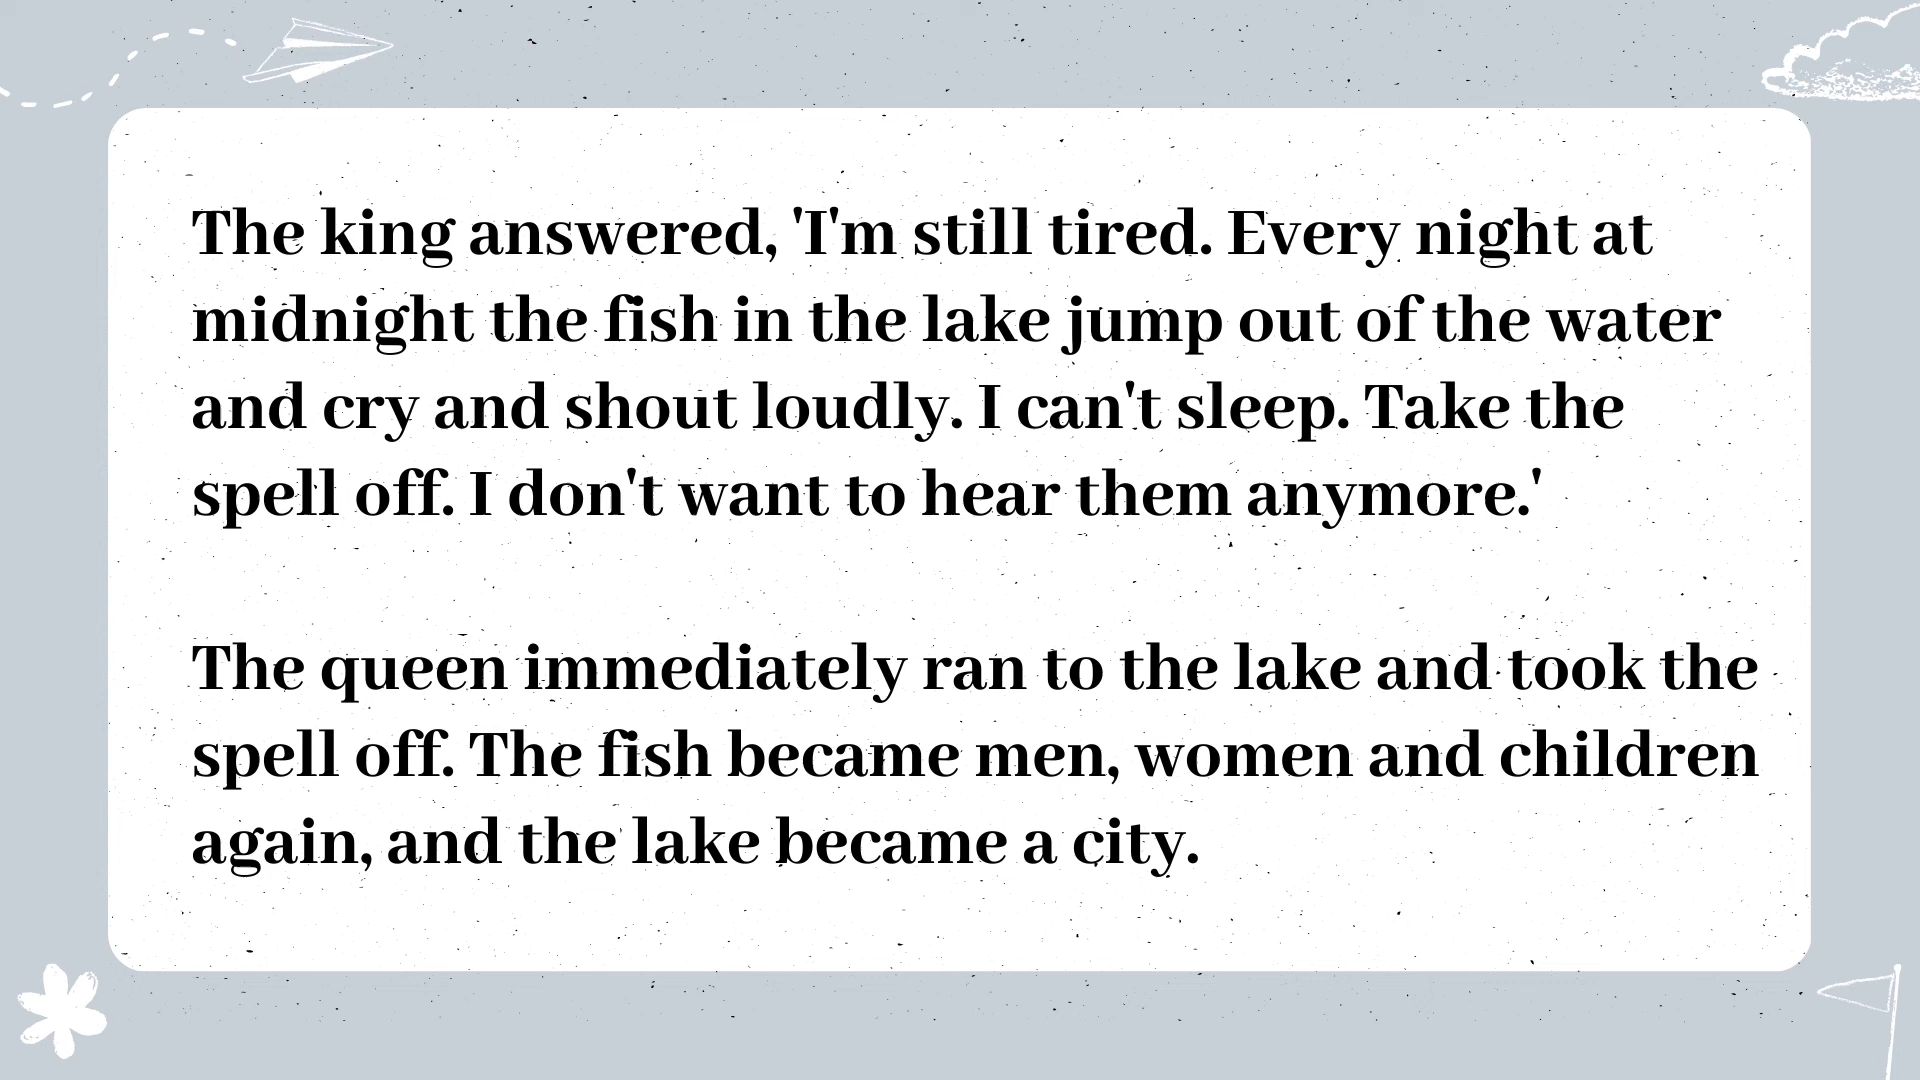 The king answered, 'I'm still tired. Every night at
midnight the fish in the lake jump out of the water
and cry and shout loudly. I can't sleep. Take the
spell off. I don't want to hear them anymore.'
The queen immediately ran to the lake and took the
spell off. The fish became men, women and children
again, and the lake became a city.